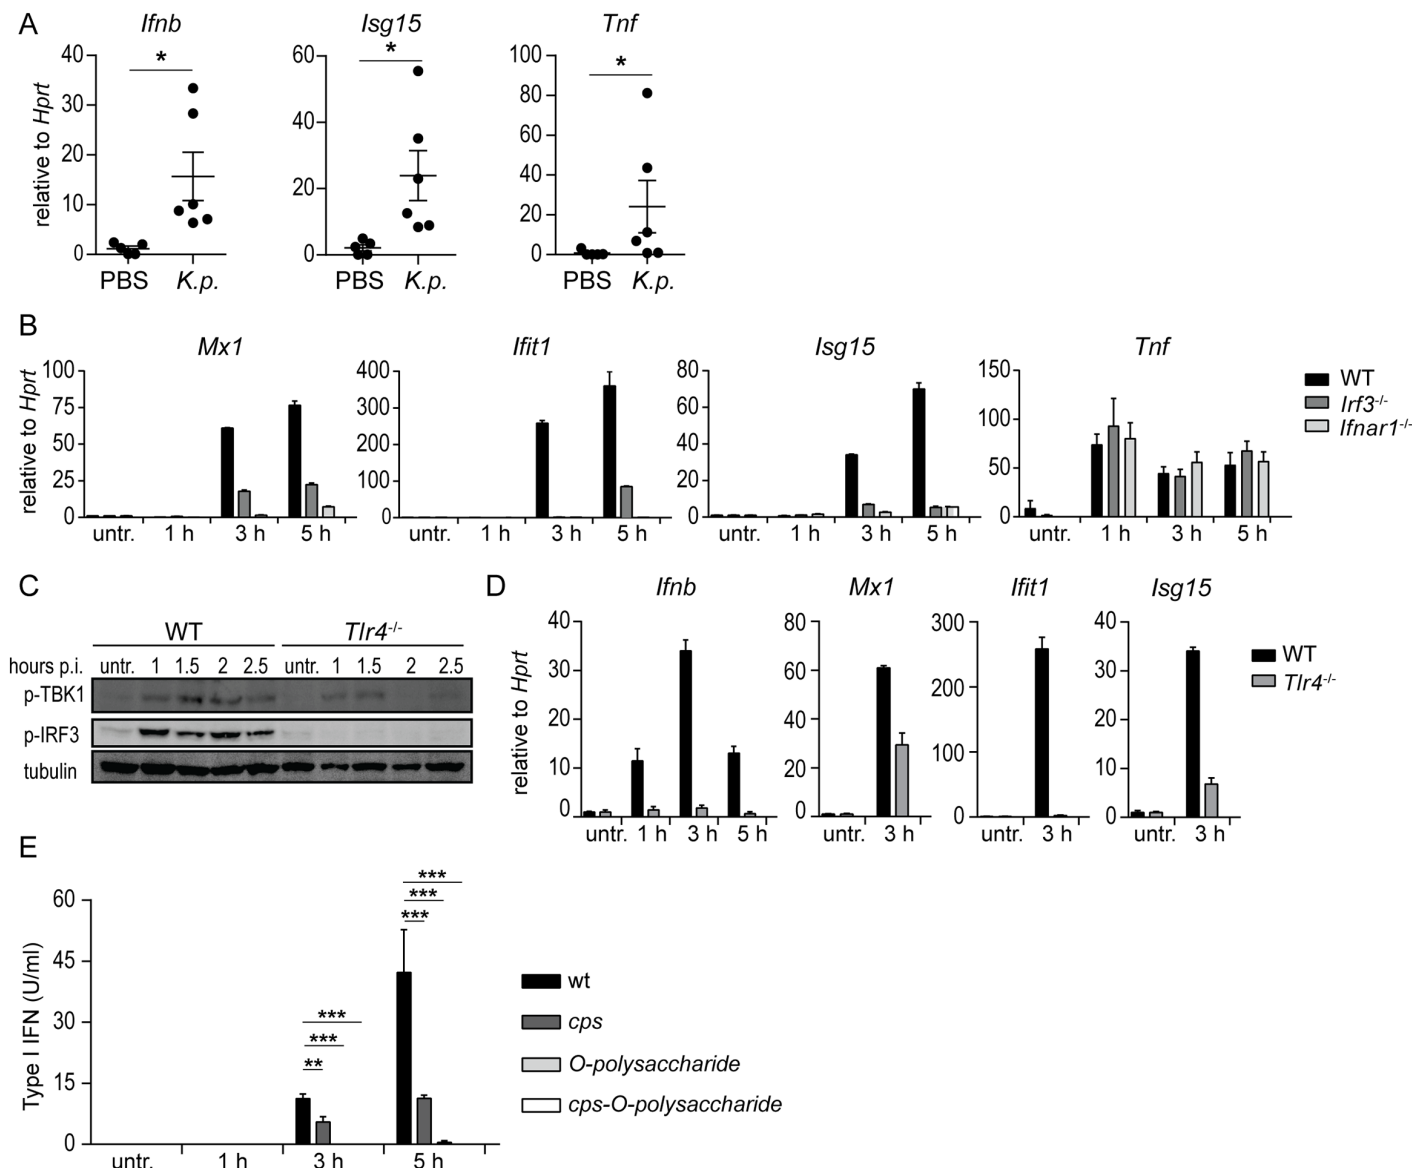 A
Ifnb
Isg15
Tnf
relative to Hprt
40
30
20
10
0
*
PBS
K.p.
60
40
20
0
*
PBS
K.p.
100
80
60
40
20
0
*
PBS
K.p.
B
Mx1
Ifit1
Isg15
Tnf
relative to Hprt
100
75
50
25
0
untr.
1 h
3 h
5 h
400
300
200
100
0
untr.
1 h
3 h
5 h
80
60
40
20
0
untr.
1 h
3 h
5 h
150
100
50
0
untr.
1 h
3 h
5 h
WT
Irf3-/-
Ifnar1-/-
C
WT
Tlr4-/-
hours p.i.
untr. 1 1.5 2 2.5 untr. 1 1.5 2 2.5
p-TBK1
p-IRF3
tubulin
D
Ifnb
Mx1
Ifit1
Isg15
relative to Hprt
40
30
20
10
0
untr.
1 h
3 h
5 h
80
60
40
20
0
untr.
3 h
300
200
100
0
untr.
3 h
40
30
20
10
0
untr.
3 h
WT
Tlr4-/-
E
Type I IFN (U/ml)
60
45
30
15
0
***
***
**
***
***
***
untr.
1 h
3 h
5 h
wt
cps
O-polysaccharide
cps-O-polysaccharide